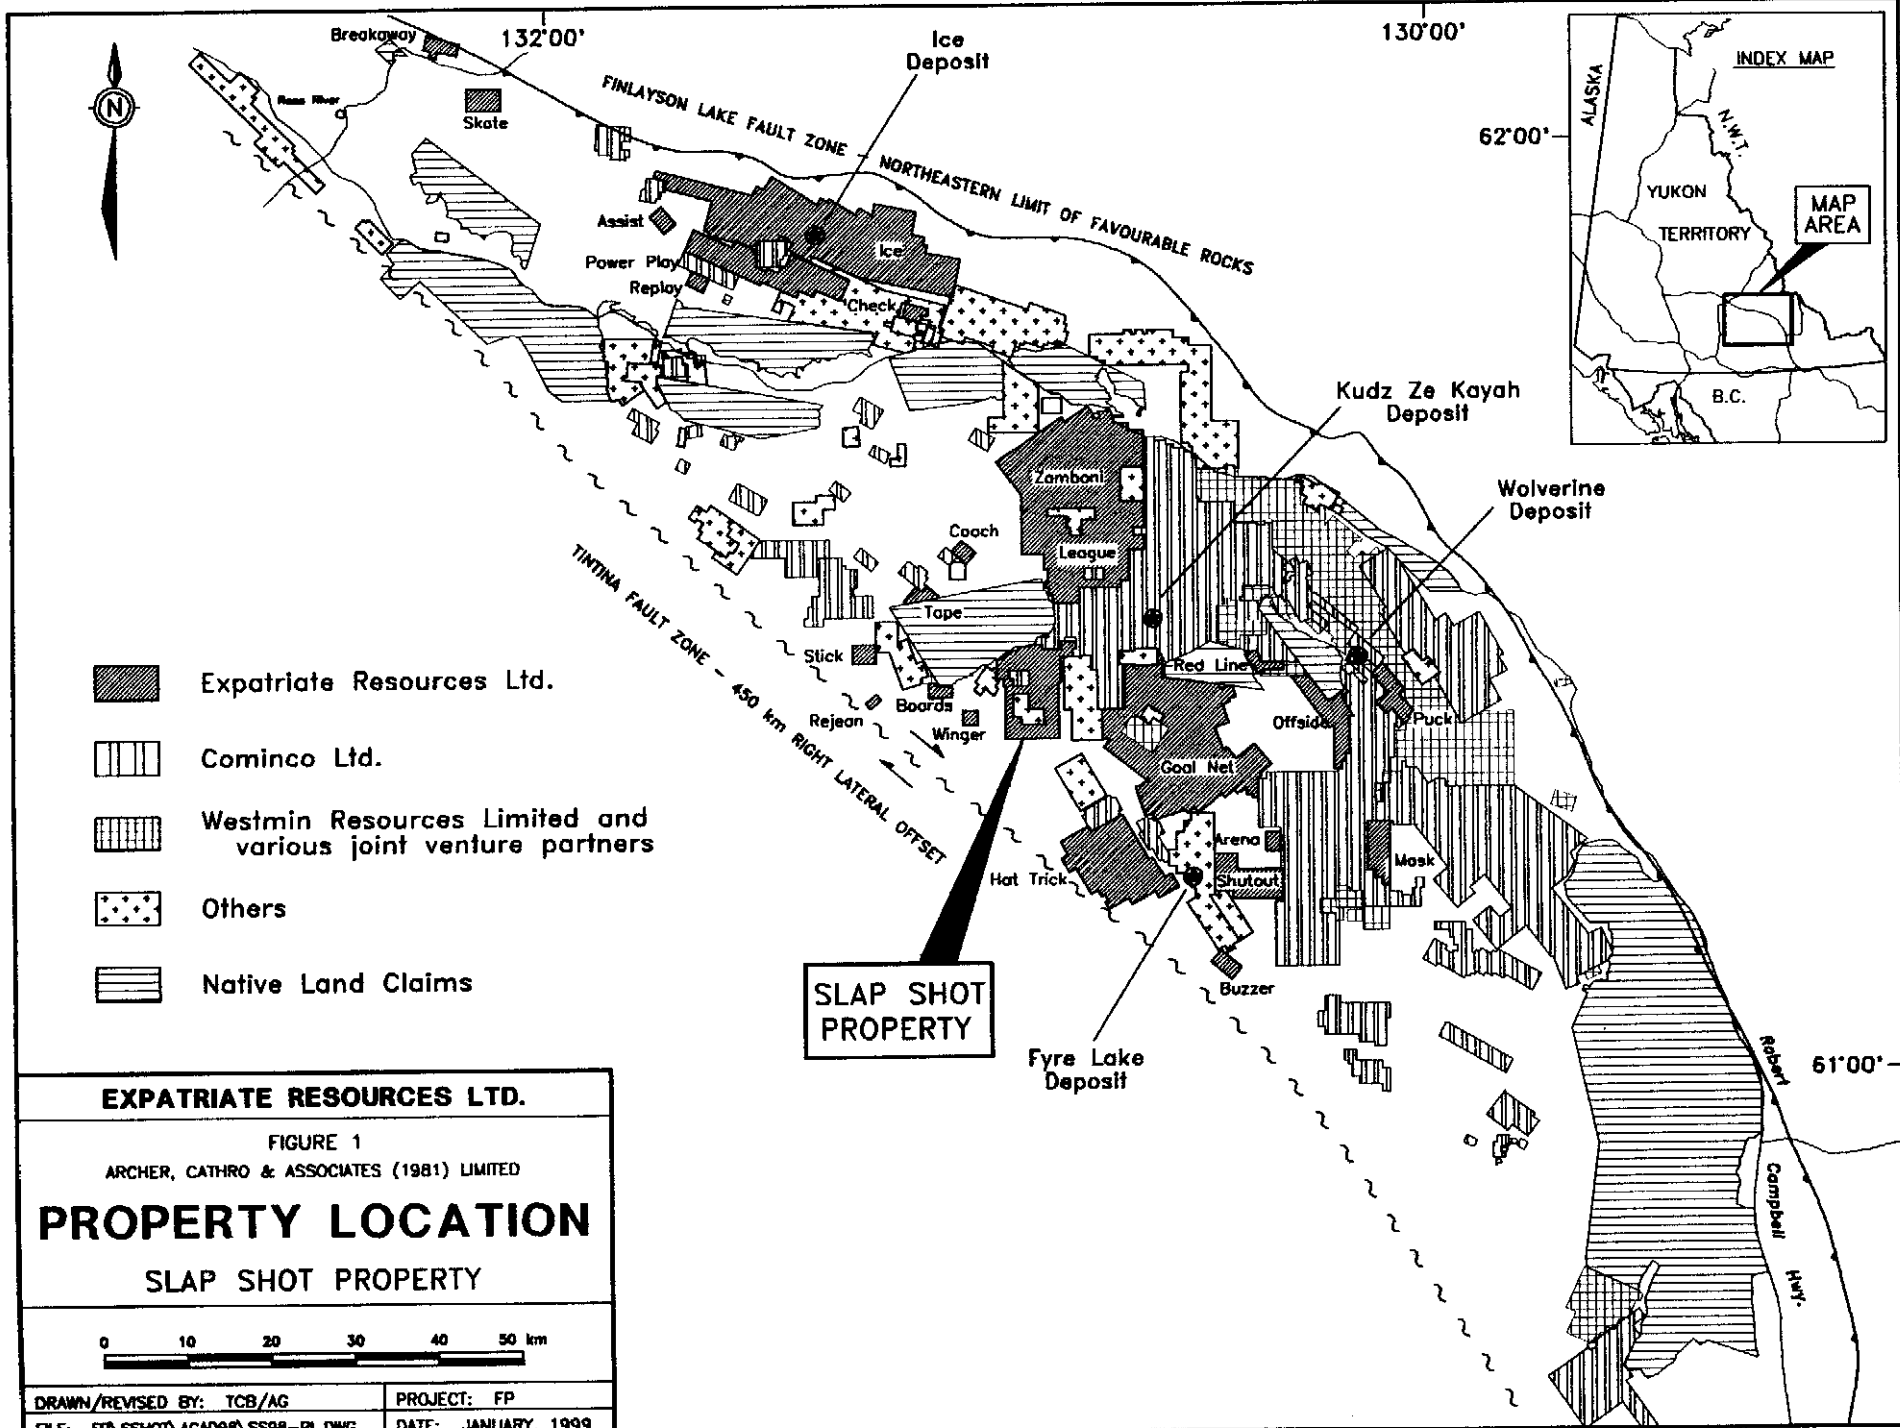 Breakaway
132°00'
Ice
Deposit
130°00'
INDEX MAP
ALASKA
N.W.T.
62°00'
YUKON
TERRITORY
MAP
AREA
B.C.
N
Ross River
Skate
FINLAYSON LAKE FAULT ZONE - NORTHEASTERN LIMIT OF FAVOURABLE ROCKS
Assist
Ice
Power Play
Replay
Check
Kudz Ze Kayah
Deposit
Zamboni
Wolverine
Deposit
Coach
League
TINTINA FAULT ZONE - 450 km RIGHT LATERAL OFFSET
Tape
Stick
Red Line
Boards
Rejean
Winger
Offside
Puck
Goal Net
Arena
Mask
Hat Trick
Shutout
Buzzer
SLAP SHOT
PROPERTY
Fyre Lake
Deposit
61°00'
Robert
Campbell
Hwy.
Expatriate Resources Ltd.
Cominco Ltd.
Westmin Resources Limited and
various joint venture partners
Others
Native Land Claims
EXPATRIATE RESOURCES LTD.
FIGURE 1
ARCHER, CATHRO & ASSOCIATES (1981) LIMITED
PROPERTY LOCATION
SLAP SHOT PROPERTY
0 10 20 30 40 50 km
DRAWN/REVISED BY: TCB/AG
PROJECT: FP
DATE: JANUARY 1999